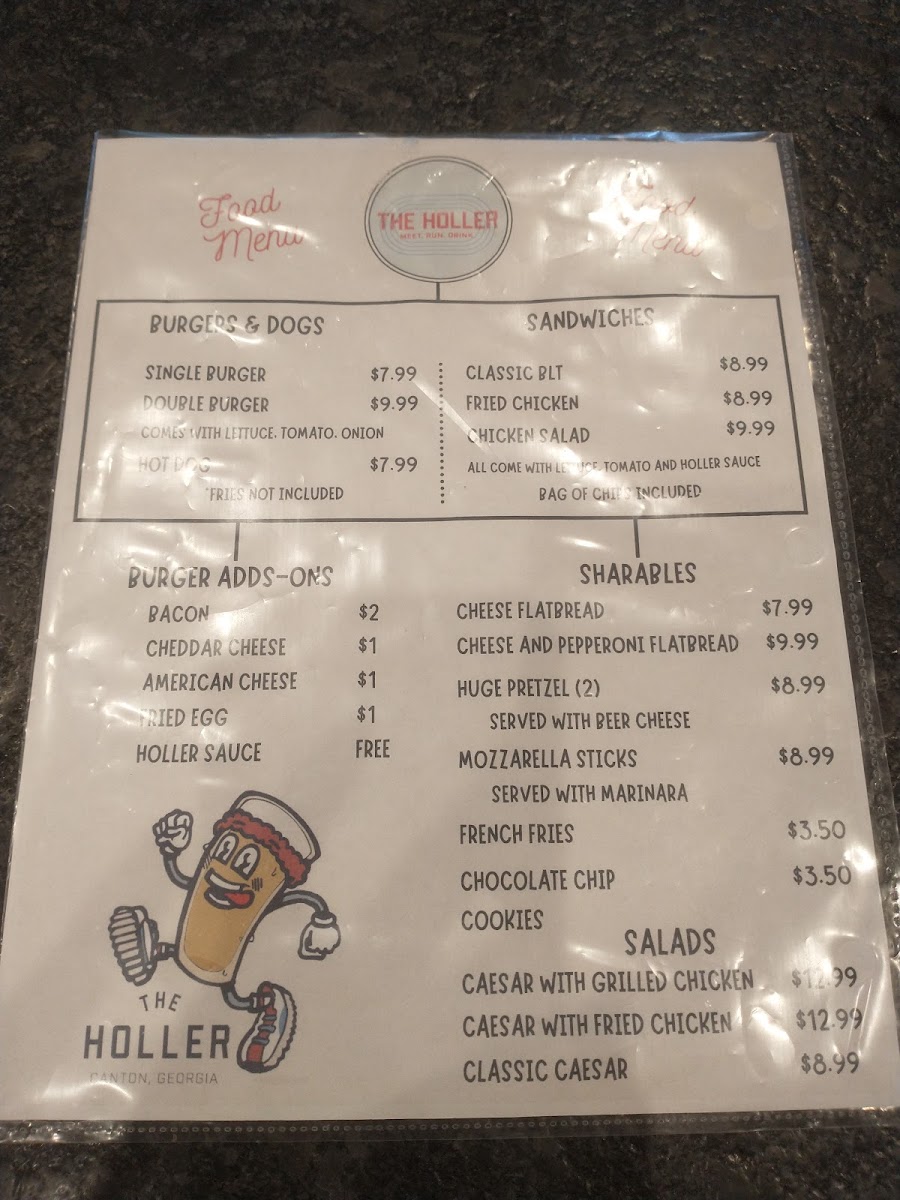 Food
Menu
THE HOLLER
MEET. RUN. DRINK.
Food
Menu
BURGERS & DOGS
SINGLE BURGER $7.99
DOUBLE BURGER $9.99
COMES WITH LETTUCE, TOMATO, ONION
HOT DOG $7.99
*FRIES NOT INCLUDED
SANDWICHES
CLASSIC BLT $8.99
FRIED CHICKEN $8.99
CHICKEN SALAD $9.99
ALL COME WITH LETTUCE, TOMATO AND HOLLER SAUCE
BAG OF CHIPS INCLUDED
BURGER ADDS-ONS
BACON $2
CHEDDAR CHEESE $1
AMERICAN CHEESE $1
FRIED EGG $1
HOLLER SAUCE FREE
SHARABLES
CHEESE FLATBREAD $7.99
CHEESE AND PEPPERONI FLATBREAD $9.99
HUGE PRETZEL (2) $8.99
SERVED WITH BEER CHEESE
MOZZARELLA STICKS $8.99
SERVED WITH MARINARA
FRENCH FRIES $3.50
CHOCOLATE CHIP $3.50
COOKIES
SALADS
CAESAR WITH GRILLED CHICKEN $12.99
CAESAR WITH FRIED CHICKEN $12.99
CLASSIC CAESAR $8.99
THE
HOLLER
CANTON, GEORGIA